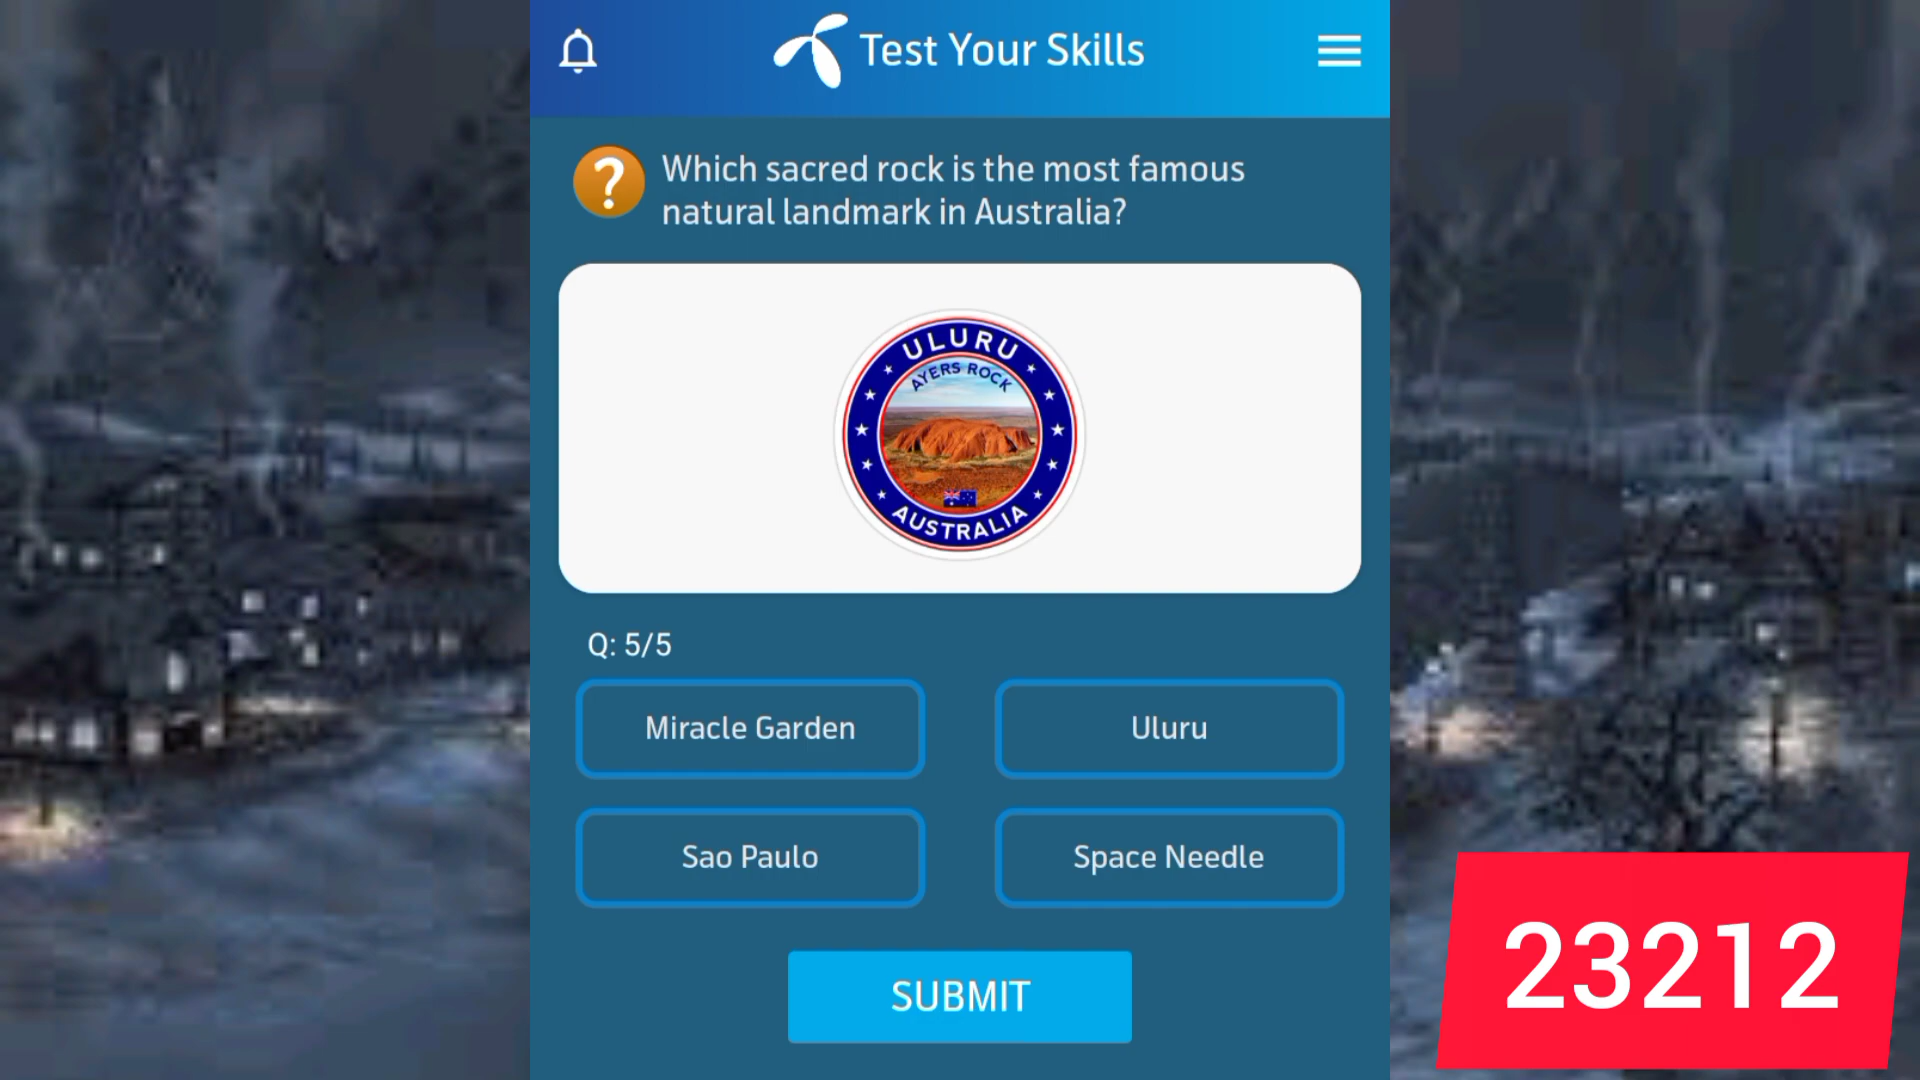 Test Your Skills
Which sacred rock is the most famous
natural landmark in Australia?
ULURU
AYERS ROCK
AUSTRALIA
Q: 5/5
Miracle Garden
Uluru
Sao Paulo
Space Needle
SUBMIT
23212